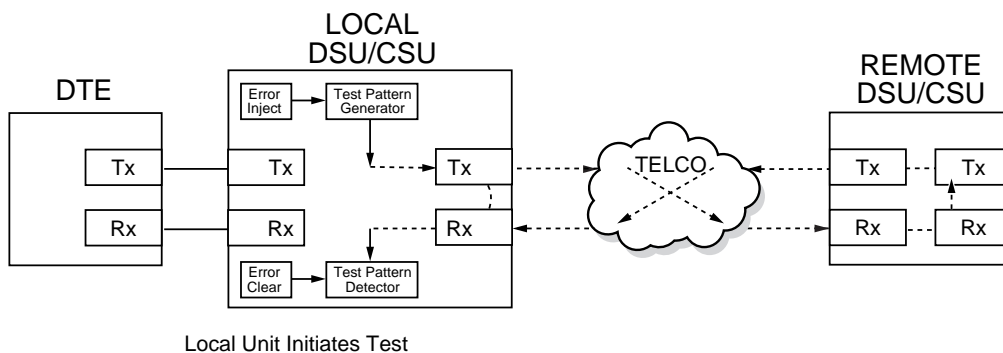 LOCAL
DSU/CSU
DTE
REMOTE
DSU/CSU
Error
Inject
Test Pattern
Generator
Tx
Tx
Tx
TELCO
Tx
Tx
Rx
Rx
Rx
Rx
Rx
Error
Clear
Test Pattern
Detector
Local Unit Initiates Test